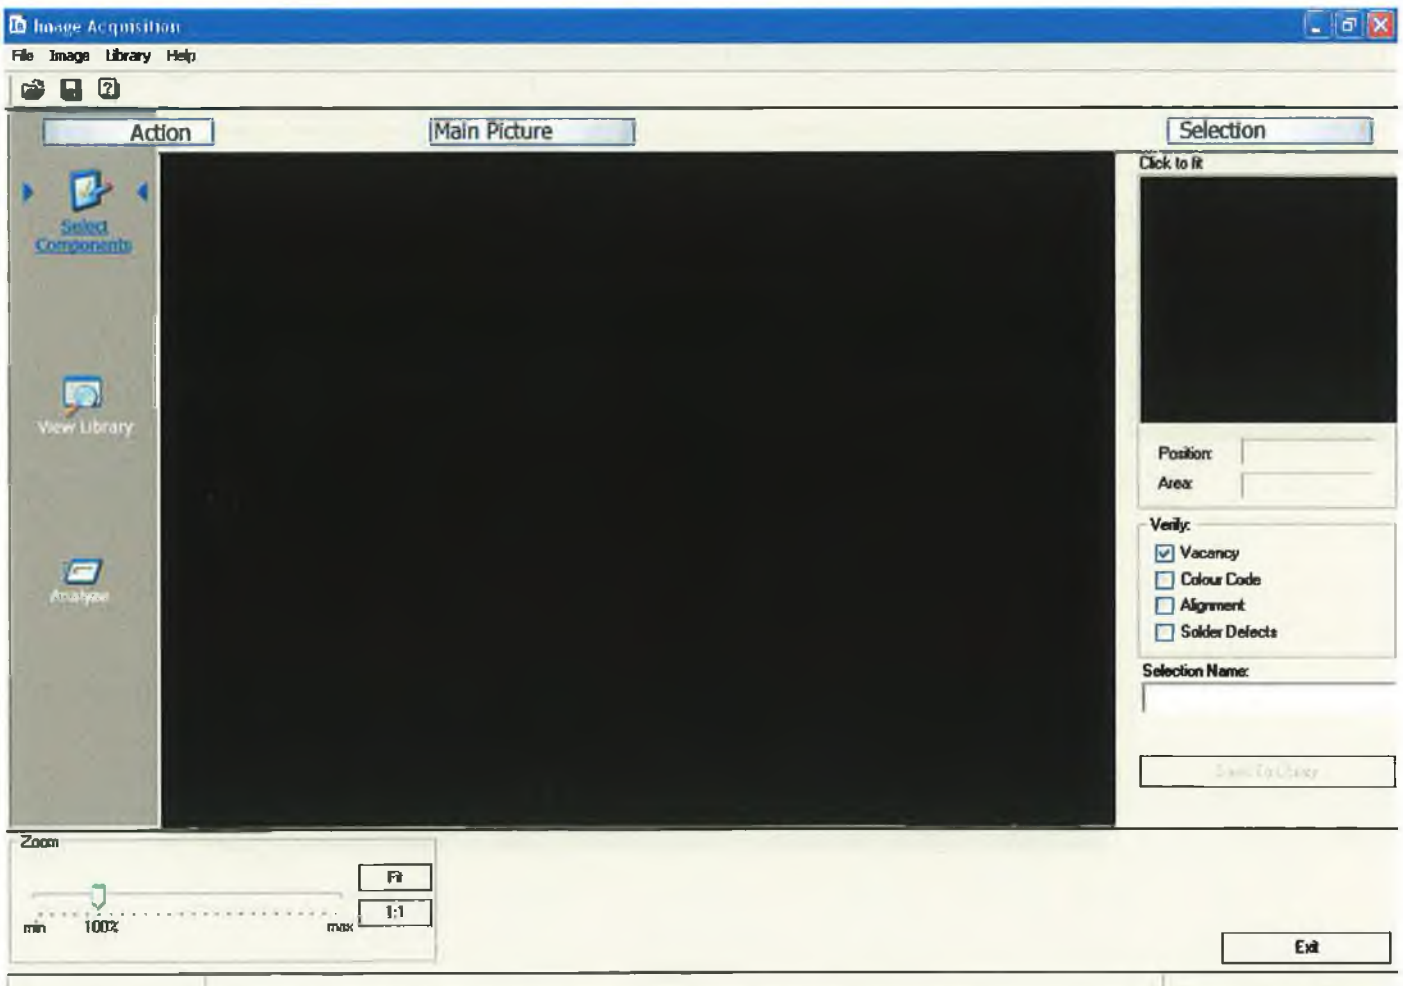 Image Acquisition
File Image Library Help
Action
Main Picture
Selection
Click to fit
Select
Components
View Library
Position:
Area:
Verify:
Vacancy
Colour Code
Alignment
Solder Defects
Analyse
Selection Name:
Zoom
Fit
1:1
min 100% max
Exit